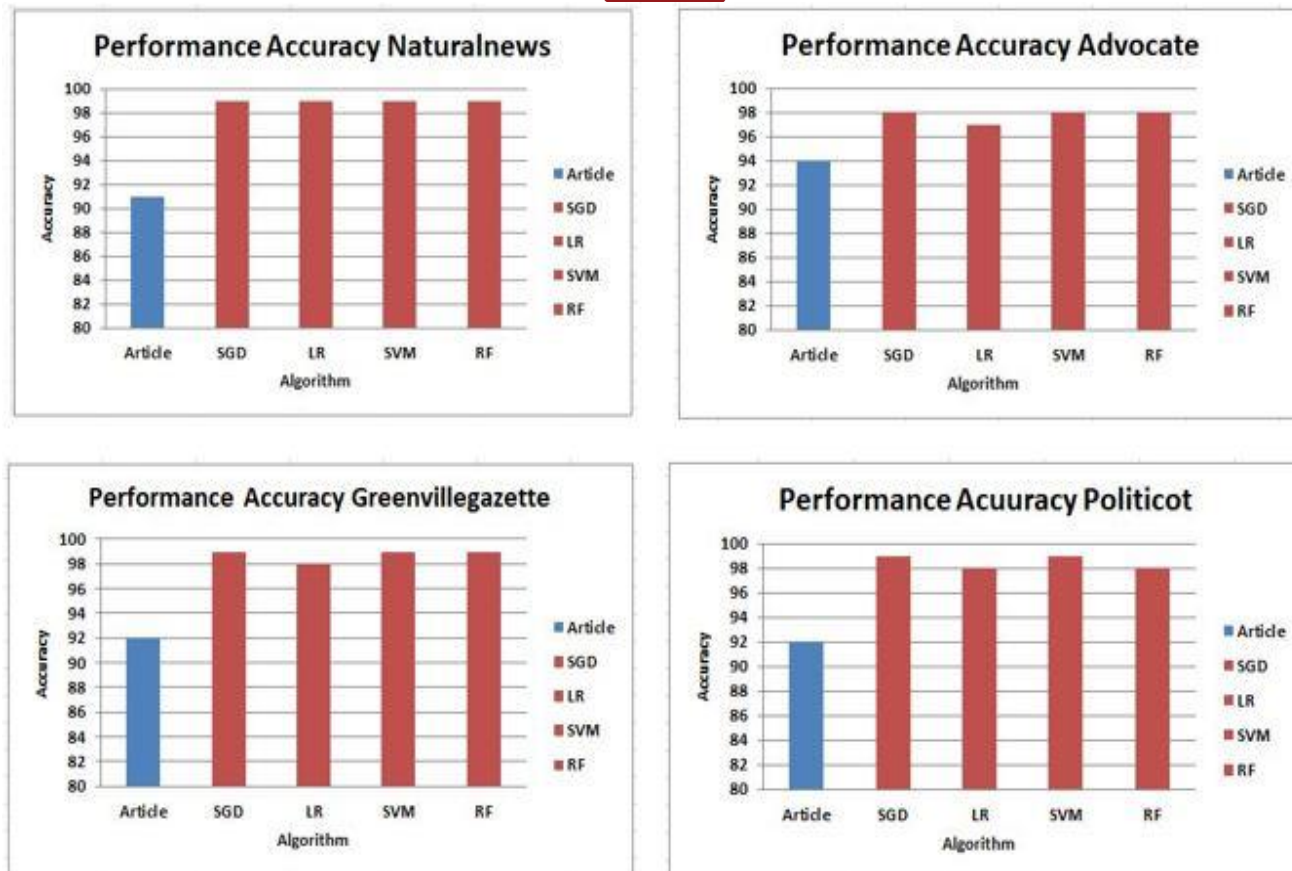 Performance Accuracy Naturalnews
100
98
96
94
92
90
88
86
84
82
80
Accuracy
Article
SGD
LR
SVM
RF
Algorithm
Article
SGD
LR
SVM
RF
Performance Accuracy Advocate
100
98
96
94
92
90
88
86
84
82
80
Accuracy
Article
SGD
LR
SVM
RF
Algorithm
Article
SGD
LR
SVM
RF
Performance Accuracy Greenvillegazette
100
98
96
94
92
90
88
86
84
82
80
Accuracy
Article
SGD
LR
SVM
RF
Algorithm
Article
SGD
LR
SVM
RF
Performance Acuuracy Politicot
100
98
96
94
92
90
88
86
84
82
80
Accuracy
Article
SGD
LR
SVM
RF
Algorithm
Article
SGD
LR
SVM
RF